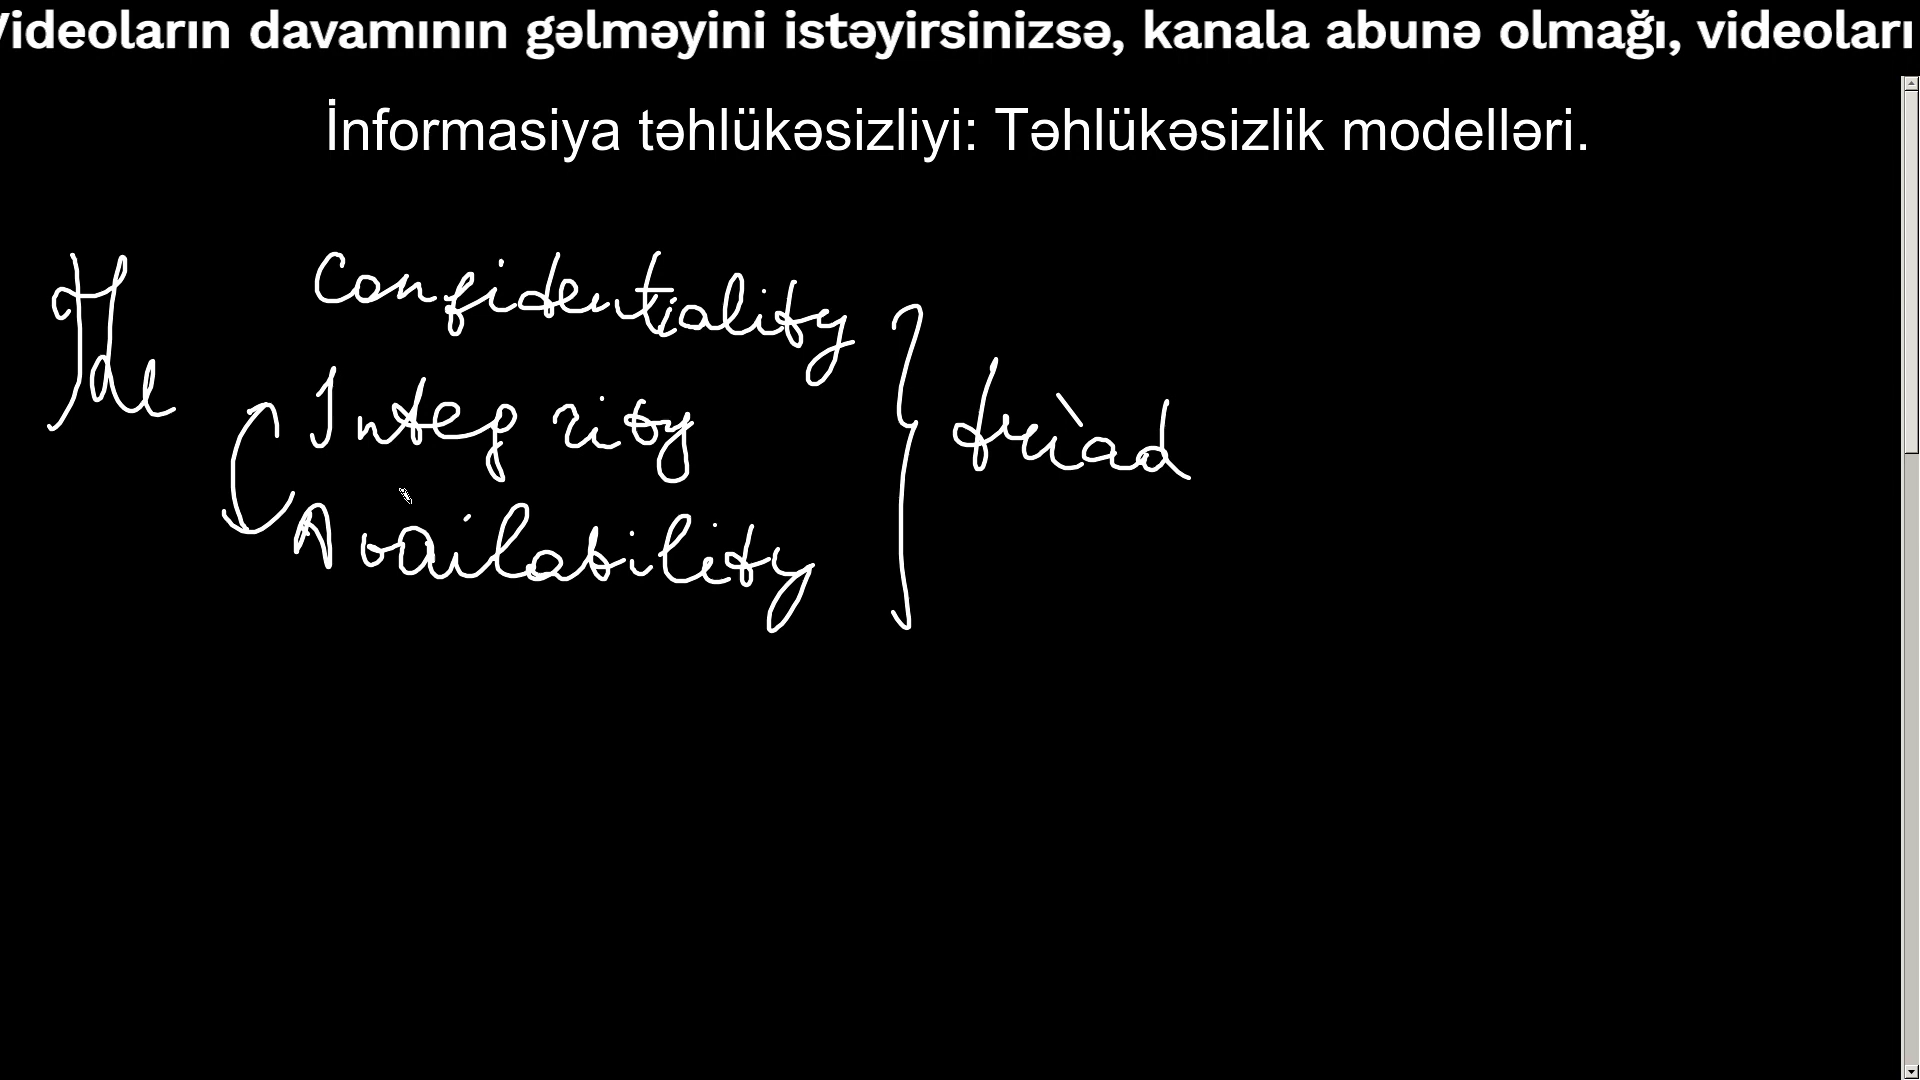 Videoların davamının gəlməyini istəyirsinizsə, kanala abunə olmağı, videoları
İnformasiya təhlükəsizliyi: Təhlükəsizlik modelləri.
The
Confidentiality
Integrity
triad
Availability